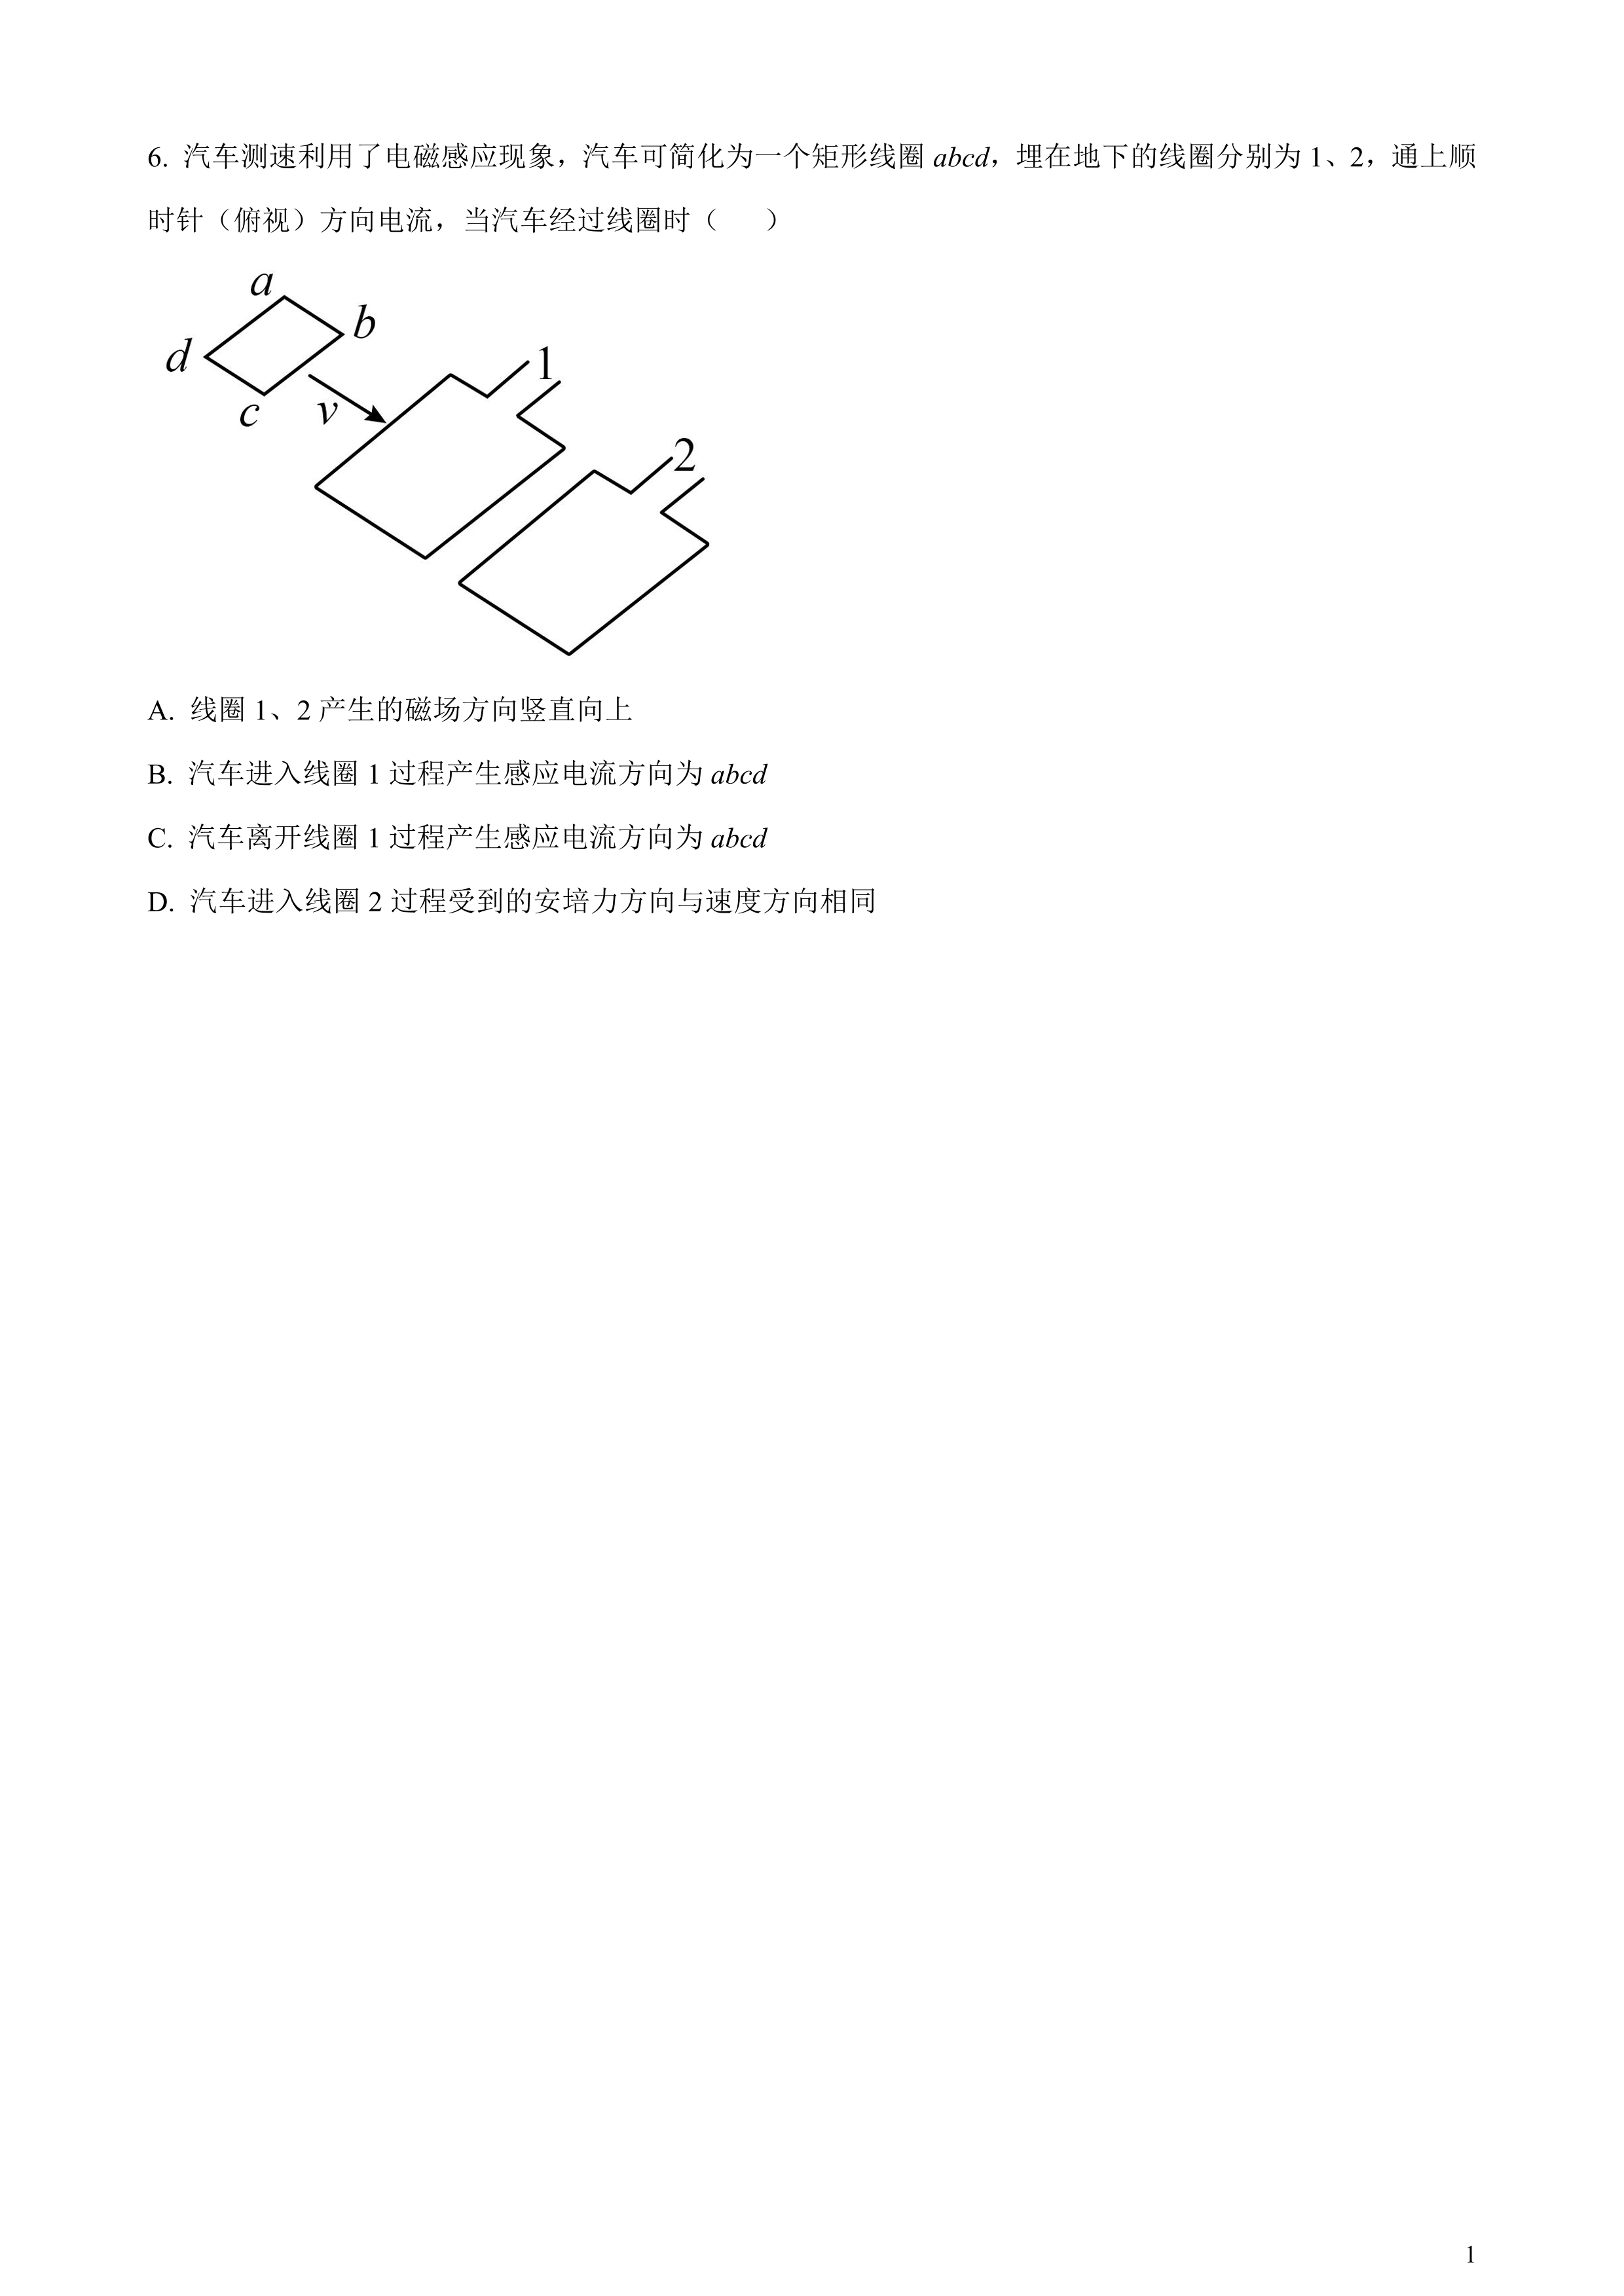 6. 汽车测速利用了电磁感应现象，汽车可简化为一个矩形线圈 abcd，埋在地下的线圈分别为 1、2，通上顺
时针（俯视）方向电流，当汽车经过线圈时（  ）
a
b
d
c
v
1
2
A. 线圈 1、2 产生的磁场方向竖直向上
B. 汽车进入线圈 1 过程产生感应电流方向为 abcd
C. 汽车离开线圈 1 过程产生感应电流方向为 abcd
D. 汽车进入线圈 2 过程受到的安培力方向与速度方向相同
1